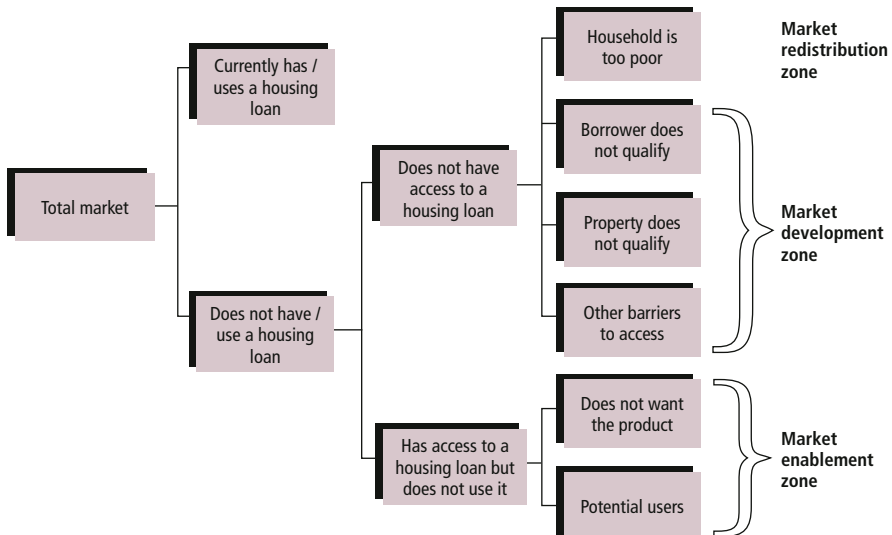 Total market
Currently has /
uses a housing
loan
Does not have /
use a housing
loan
Does not have
access to a
housing loan
Has access to a
housing loan but
does not use it
Household is
too poor
Borrower does
not qualify
Property does
not qualify
Other barriers
to access
Does not want
the product
Potential users
Market
redistribution
zone
Market
development
zone
Market
enablement
zone